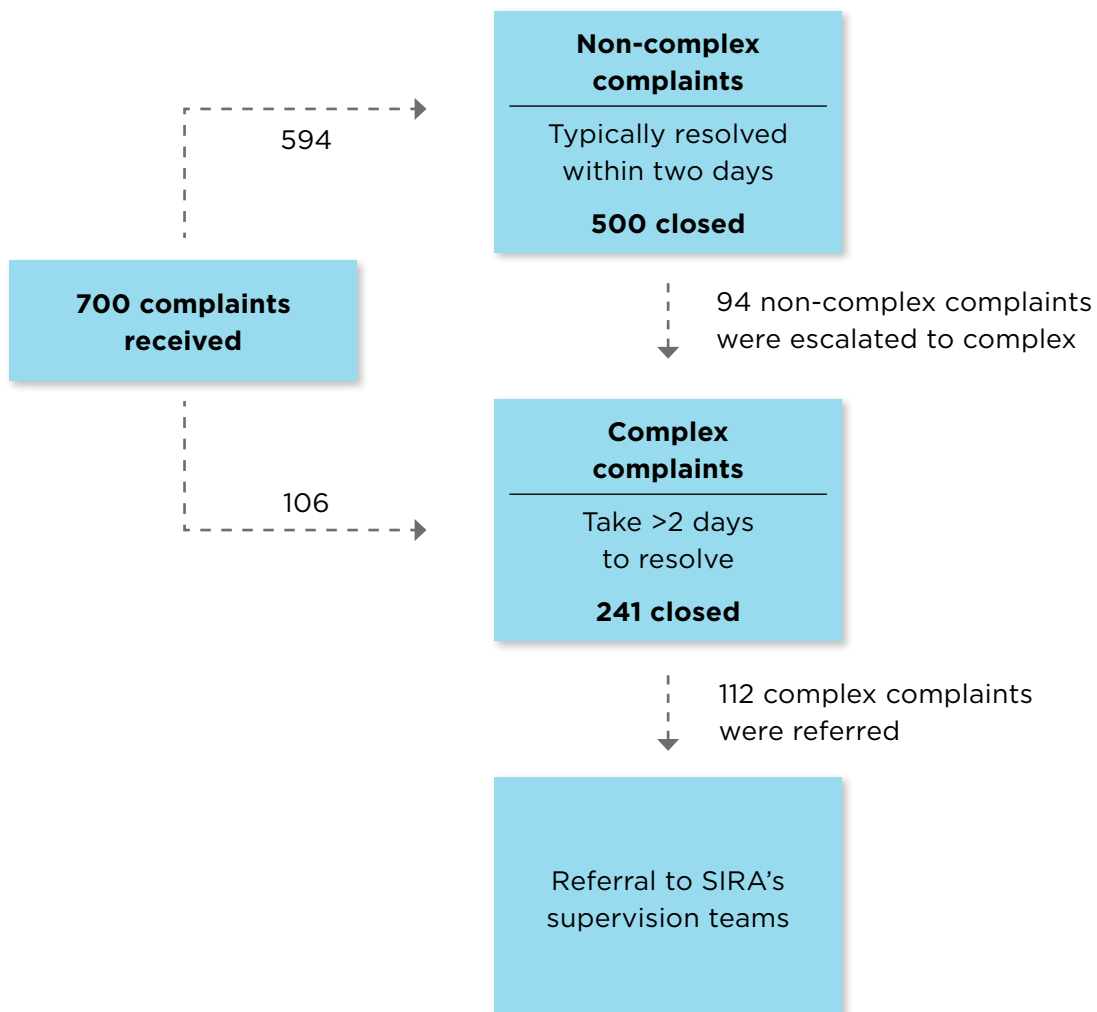 Non-complex
complaints
Typically resolved
within two days
500 closed
594
700 complaints
received
94 non-complex complaints
were escalated to complex
106
Complex
complaints
Take >2 days
to resolve
241 closed
112 complex complaints
were referred
Referral to SIRA’s
supervision teams